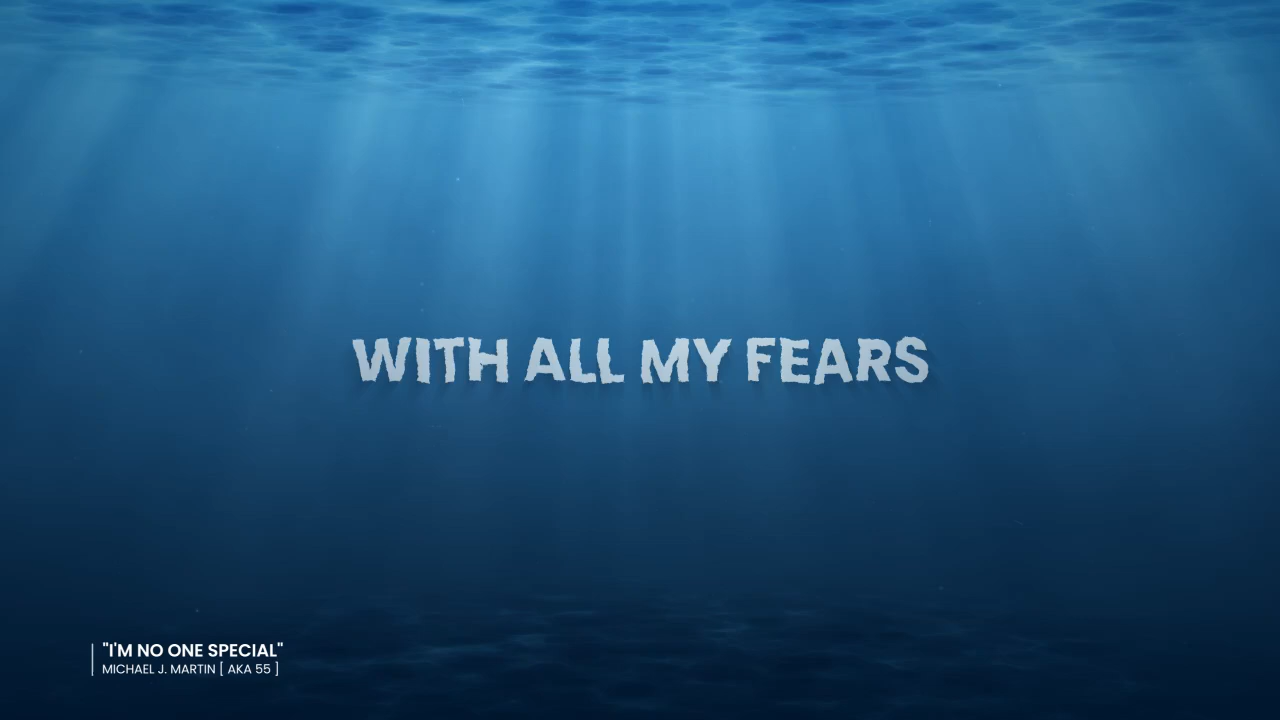 WITH ALL MY FEARS
"I'M NO ONE SPECIAL"
MICHAEL J. MARTIN [ AKA 55 ]